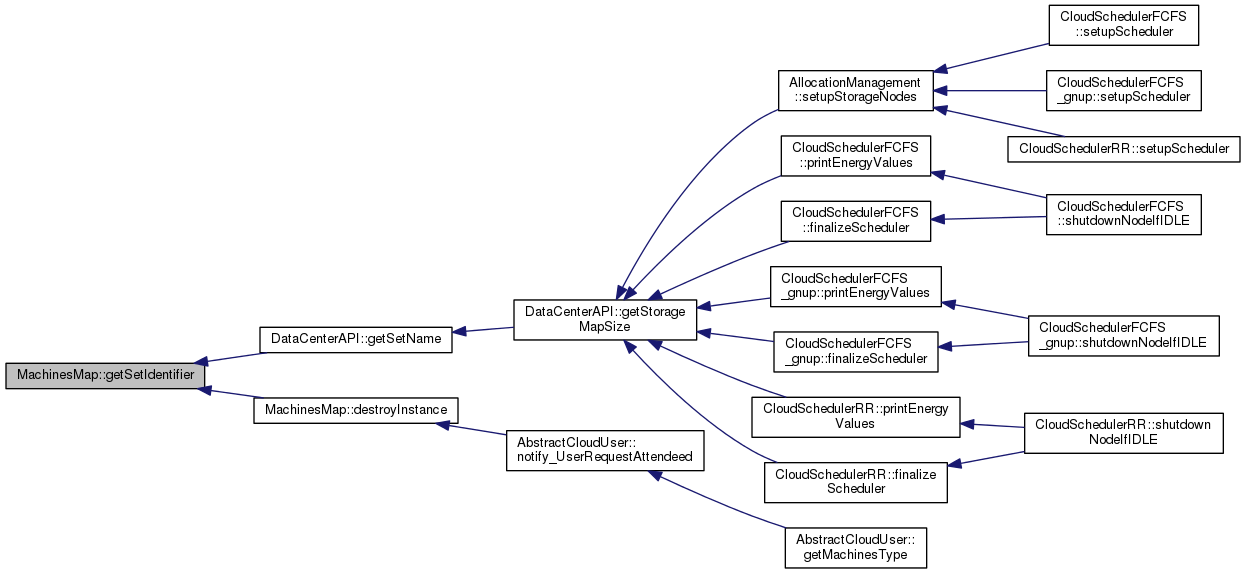 CloudSchedulerFCFS
::setupScheduler
AllocationManagement
::setupStorageNodes
CloudSchedulerFCFS
_gnup::setupScheduler
CloudSchedulerRR::setupScheduler
CloudSchedulerFCFS
::printEnergyValues
CloudSchedulerFCFS
::shutdownNodeIfIDLE
CloudSchedulerFCFS
::finalizeScheduler
CloudSchedulerFCFS
_gnup::printEnergyValues
DataCenterAPI::getStorage
MapSize
CloudSchedulerFCFS
_gnup::shutdownNodeIfIDLE
DataCenterAPI::getSetName
CloudSchedulerFCFS
_gnup::finalizeScheduler
MachinesMap::getSetIdentifier
MachinesMap::destroyInstance
CloudSchedulerRR::printEnergy
Values
CloudSchedulerRR::shutdown
NodeIfIDLE
AbstractCloudUser::
notify_UserRequestAttendeed
CloudSchedulerRR::finalize
Scheduler
AbstractCloudUser::
getMachinesType